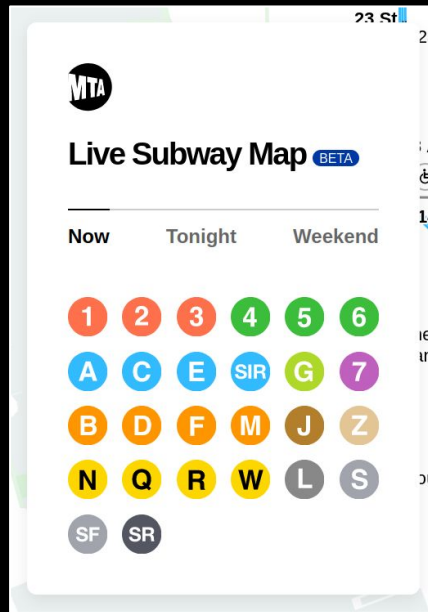 23 St
MTA
Live Subway Map BETA
Now Tonight Weekend
1 2 3 4 5 6
A C E SIR G 7
B D F M J Z
N Q R W L S
SF SR